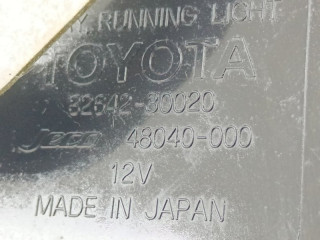 Y RUNNING LIGHT
TOYOTA
82642-30020
Jeco 48040-000
12V
MADE IN JAPAN